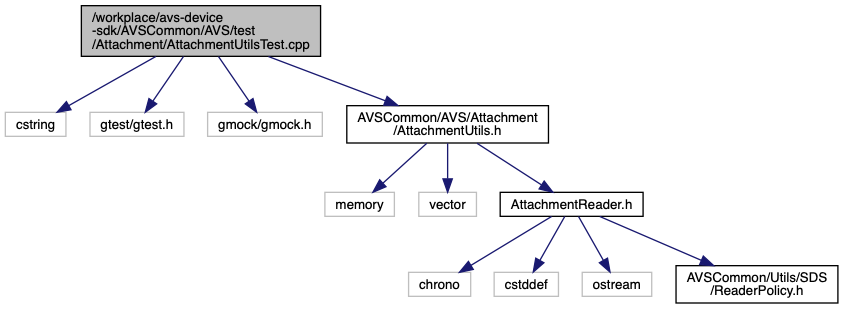 /workplace/avs-device
-sdk/AVSCommon/AVS/test
/Attachment/AttachmentUtilsTest.cpp
cstring
gtest/gtest.h
gmock/gmock.h
AVSCommon/AVS/Attachment
/AttachmentUtils.h
memory
vector
AttachmentReader.h
chrono
cstddef
ostream
AVSCommon/Utils/SDS
/ReaderPolicy.h